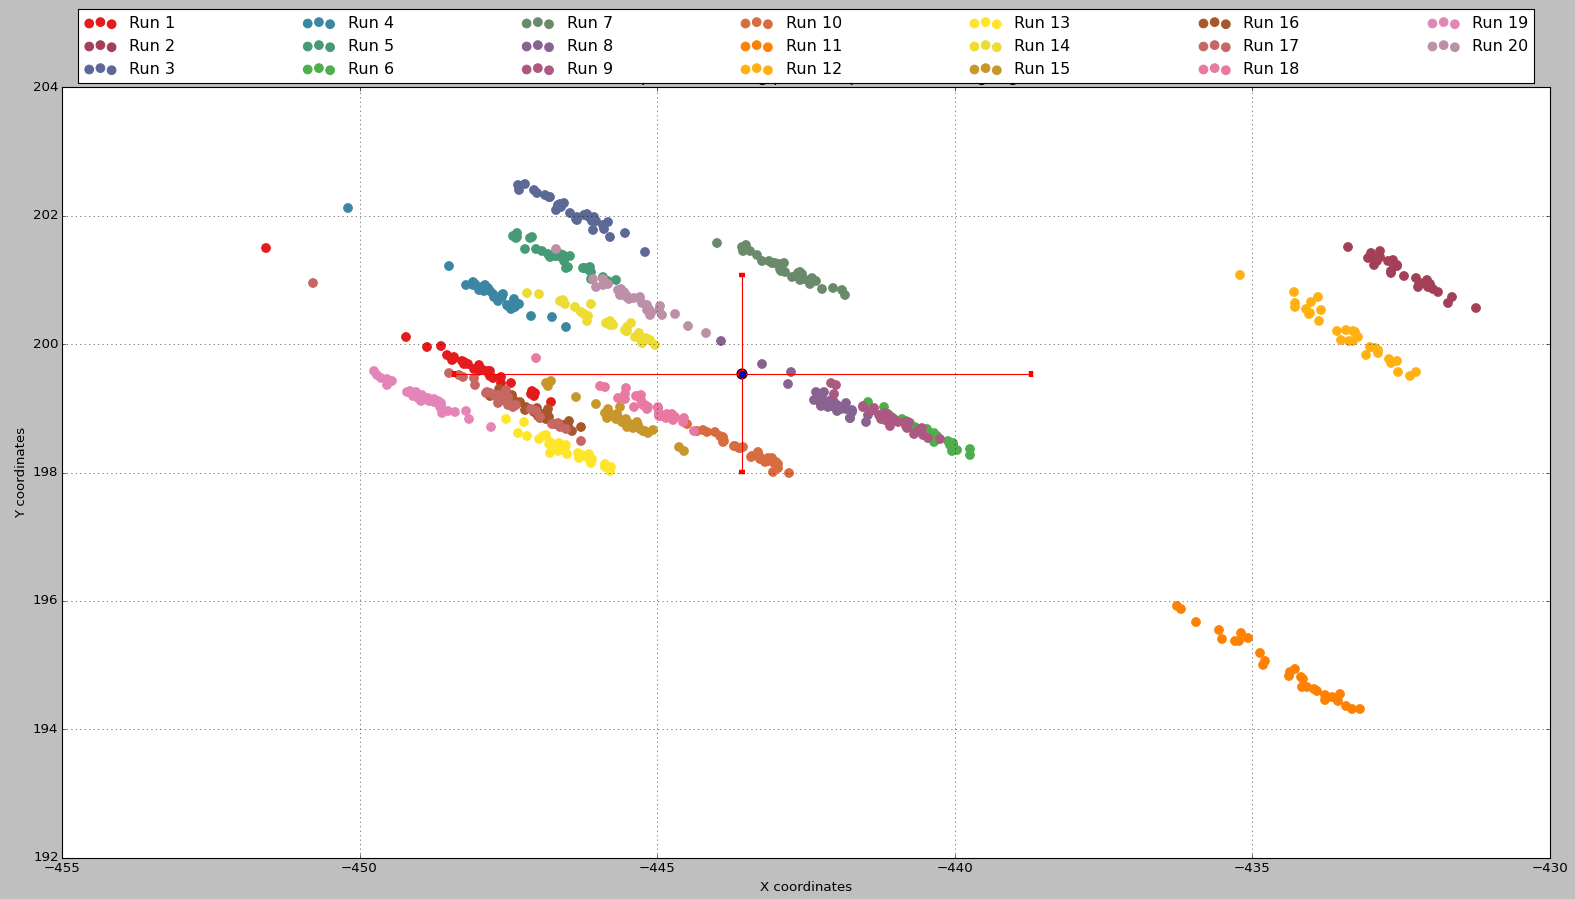 Run 1 Run 4 Run 7 Run 10 Run 13 Run 16 Run 19
Run 2 Run 5 Run 8 Run 11 Run 14 Run 17 Run 20
Run 3 Run 6 Run 9 Run 12 Run 15 Run 18
204
202
200
198
196
194
192
Y coordinates
−455 −450 −445 −440 −435 −430
X coordinates